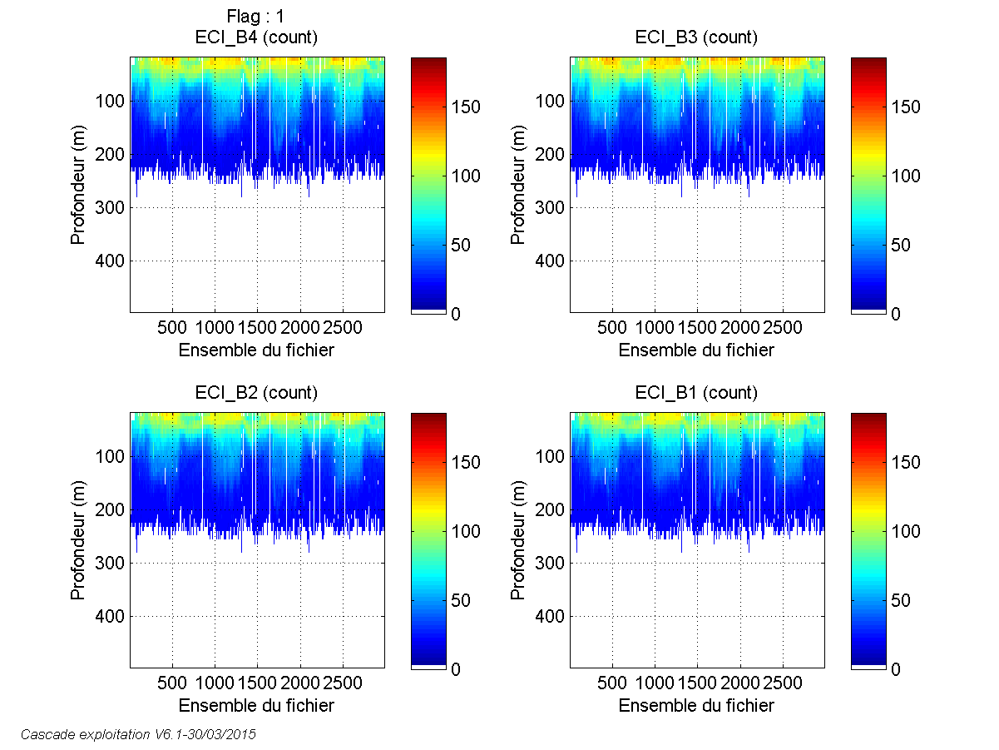 Flag : 1
ECI_B4 (count)
ECI_B3 (count)
Profondeur (m)
100
200
300
400
500 1000 1500 2000 2500
Ensemble du fichier
150
100
50
0
Profondeur (m)
100
200
300
400
500 1000 1500 2000 2500
Ensemble du fichier
150
100
50
0
ECI_B2 (count)
ECI_B1 (count)
Profondeur (m)
100
200
300
400
500 1000 1500 2000 2500
Ensemble du fichier
150
100
50
0
Profondeur (m)
100
200
300
400
500 1000 1500 2000 2500
Ensemble du fichier
150
100
50
0
Cascade exploitation V6.1-30/03/2015